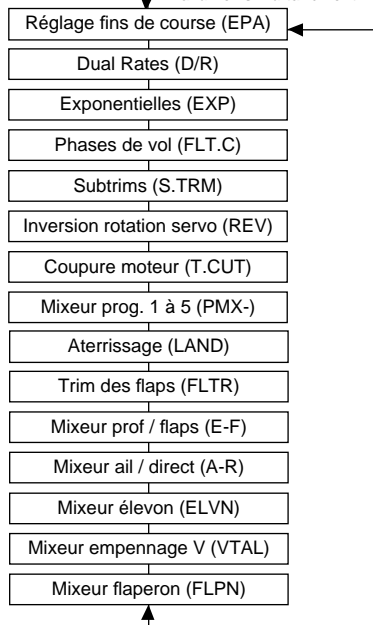 Réglage fins de course (EPA)
Dual Rates (D/R)
Exponentielles (EXP)
Phases de vol (FLT.C)
Subtrims (S.TRM)
Inversion rotation servo (REV)
Coupure moteur (T.CUT)
Mixeur prog. 1 à 5 (PMX-)
Aterrissage (LAND)
Trim des flaps (FLTR)
Mixeur prof / flaps (E-F)
Mixeur ail / direct (A-R)
Mixeur élevon (ELVN)
Mixeur empennage V (VTAL)
Mixeur flaperon (FLPN)